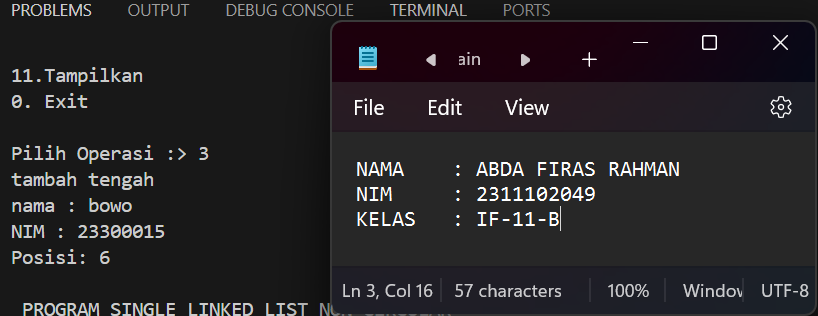 PROBLEMS OUTPUT DEBUG CONSOLE TERMINAL PORTS
11.Tampilkan
0. Exit
Pilih Operasi :> 3
tambah tengah
nama : bowo
NIM : 23300015
Posisi: 6
PROGRAM SINGLE LINKED LIST
ain
File Edit View
NAMA : ABDA FIRAS RAHMAN
NIM : 2311102049
KELAS : IF-11-B
Ln 3, Col 16 57 characters 100% Window UTF-8